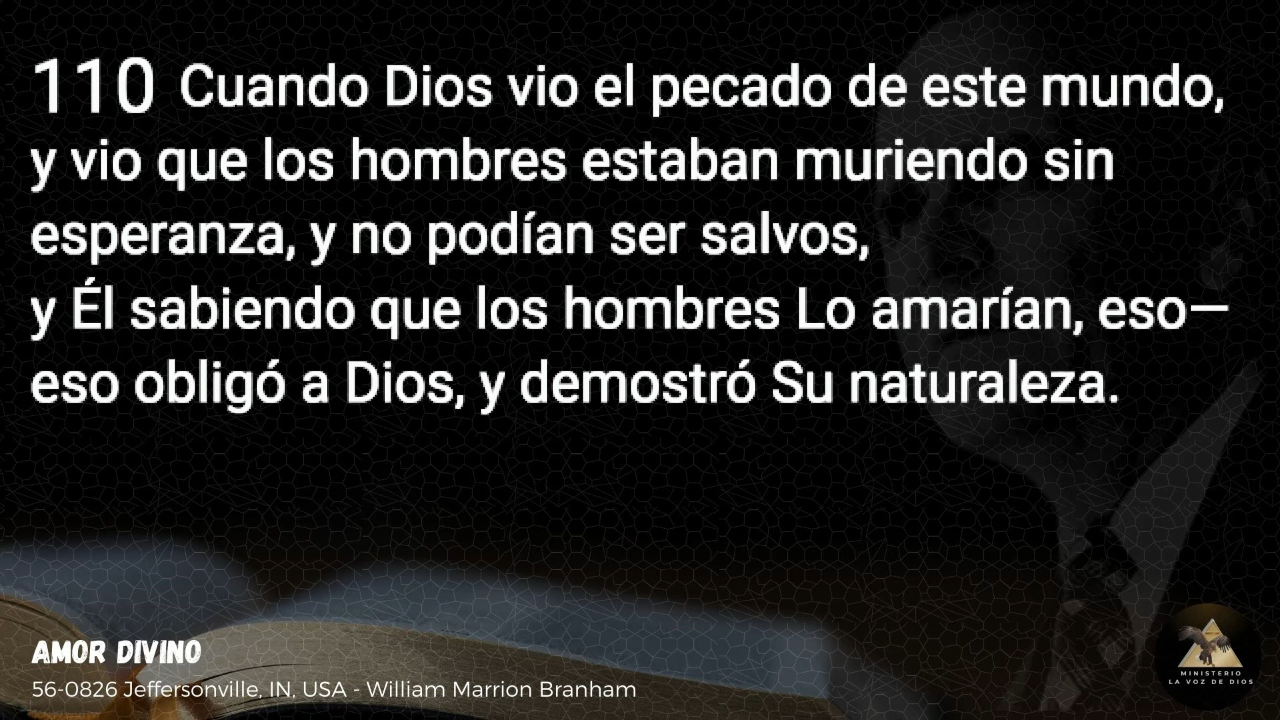 110 Cuando Dios vio el pecado de este mundo,
y vio que los hombres estaban muriendo sin
esperanza, y no podían ser salvos,
y Él sabiendo que los hombres Lo amarían, eso—
eso obligó a Dios, y demostró Su naturaleza.
AMOR DIVINO
56-0826 Jeffersonville, IN, USA - William Marrion Branham
MINISTERIO
LA VOZ DE DIOS